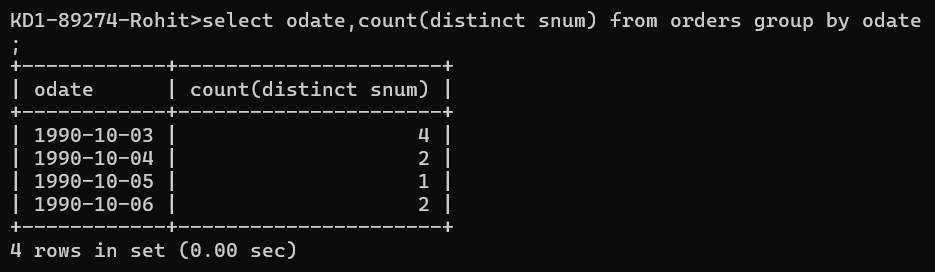 KD1-89274-Rohit>select odate,count(distinct snum) from orders group by odate
;
+------------+----------------------+
| odate      | count(distinct snum) |
+------------+----------------------+
| 1990-10-03 |                    4 |
| 1990-10-04 |                    2 |
| 1990-10-05 |                    1 |
| 1990-10-06 |                    2 |
+------------+----------------------+
4 rows in set (0.00 sec)